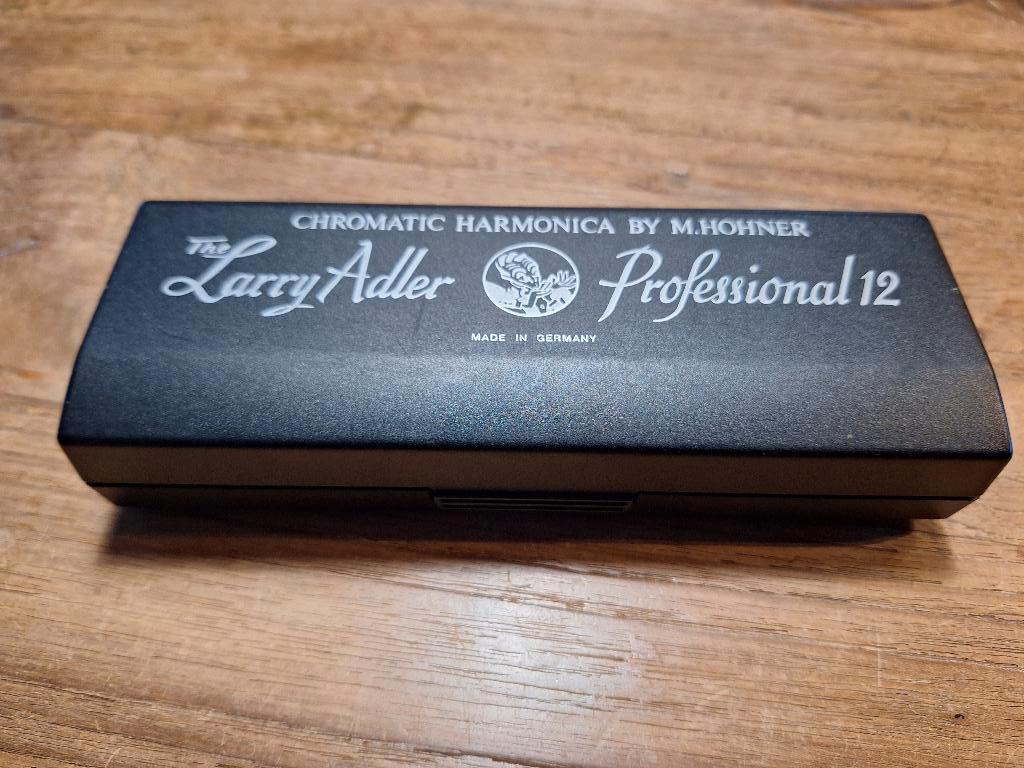 CHROMATIC HARMONICA BY M.HOHNER
The Larry Adler Professional 12
MADE IN GERMANY